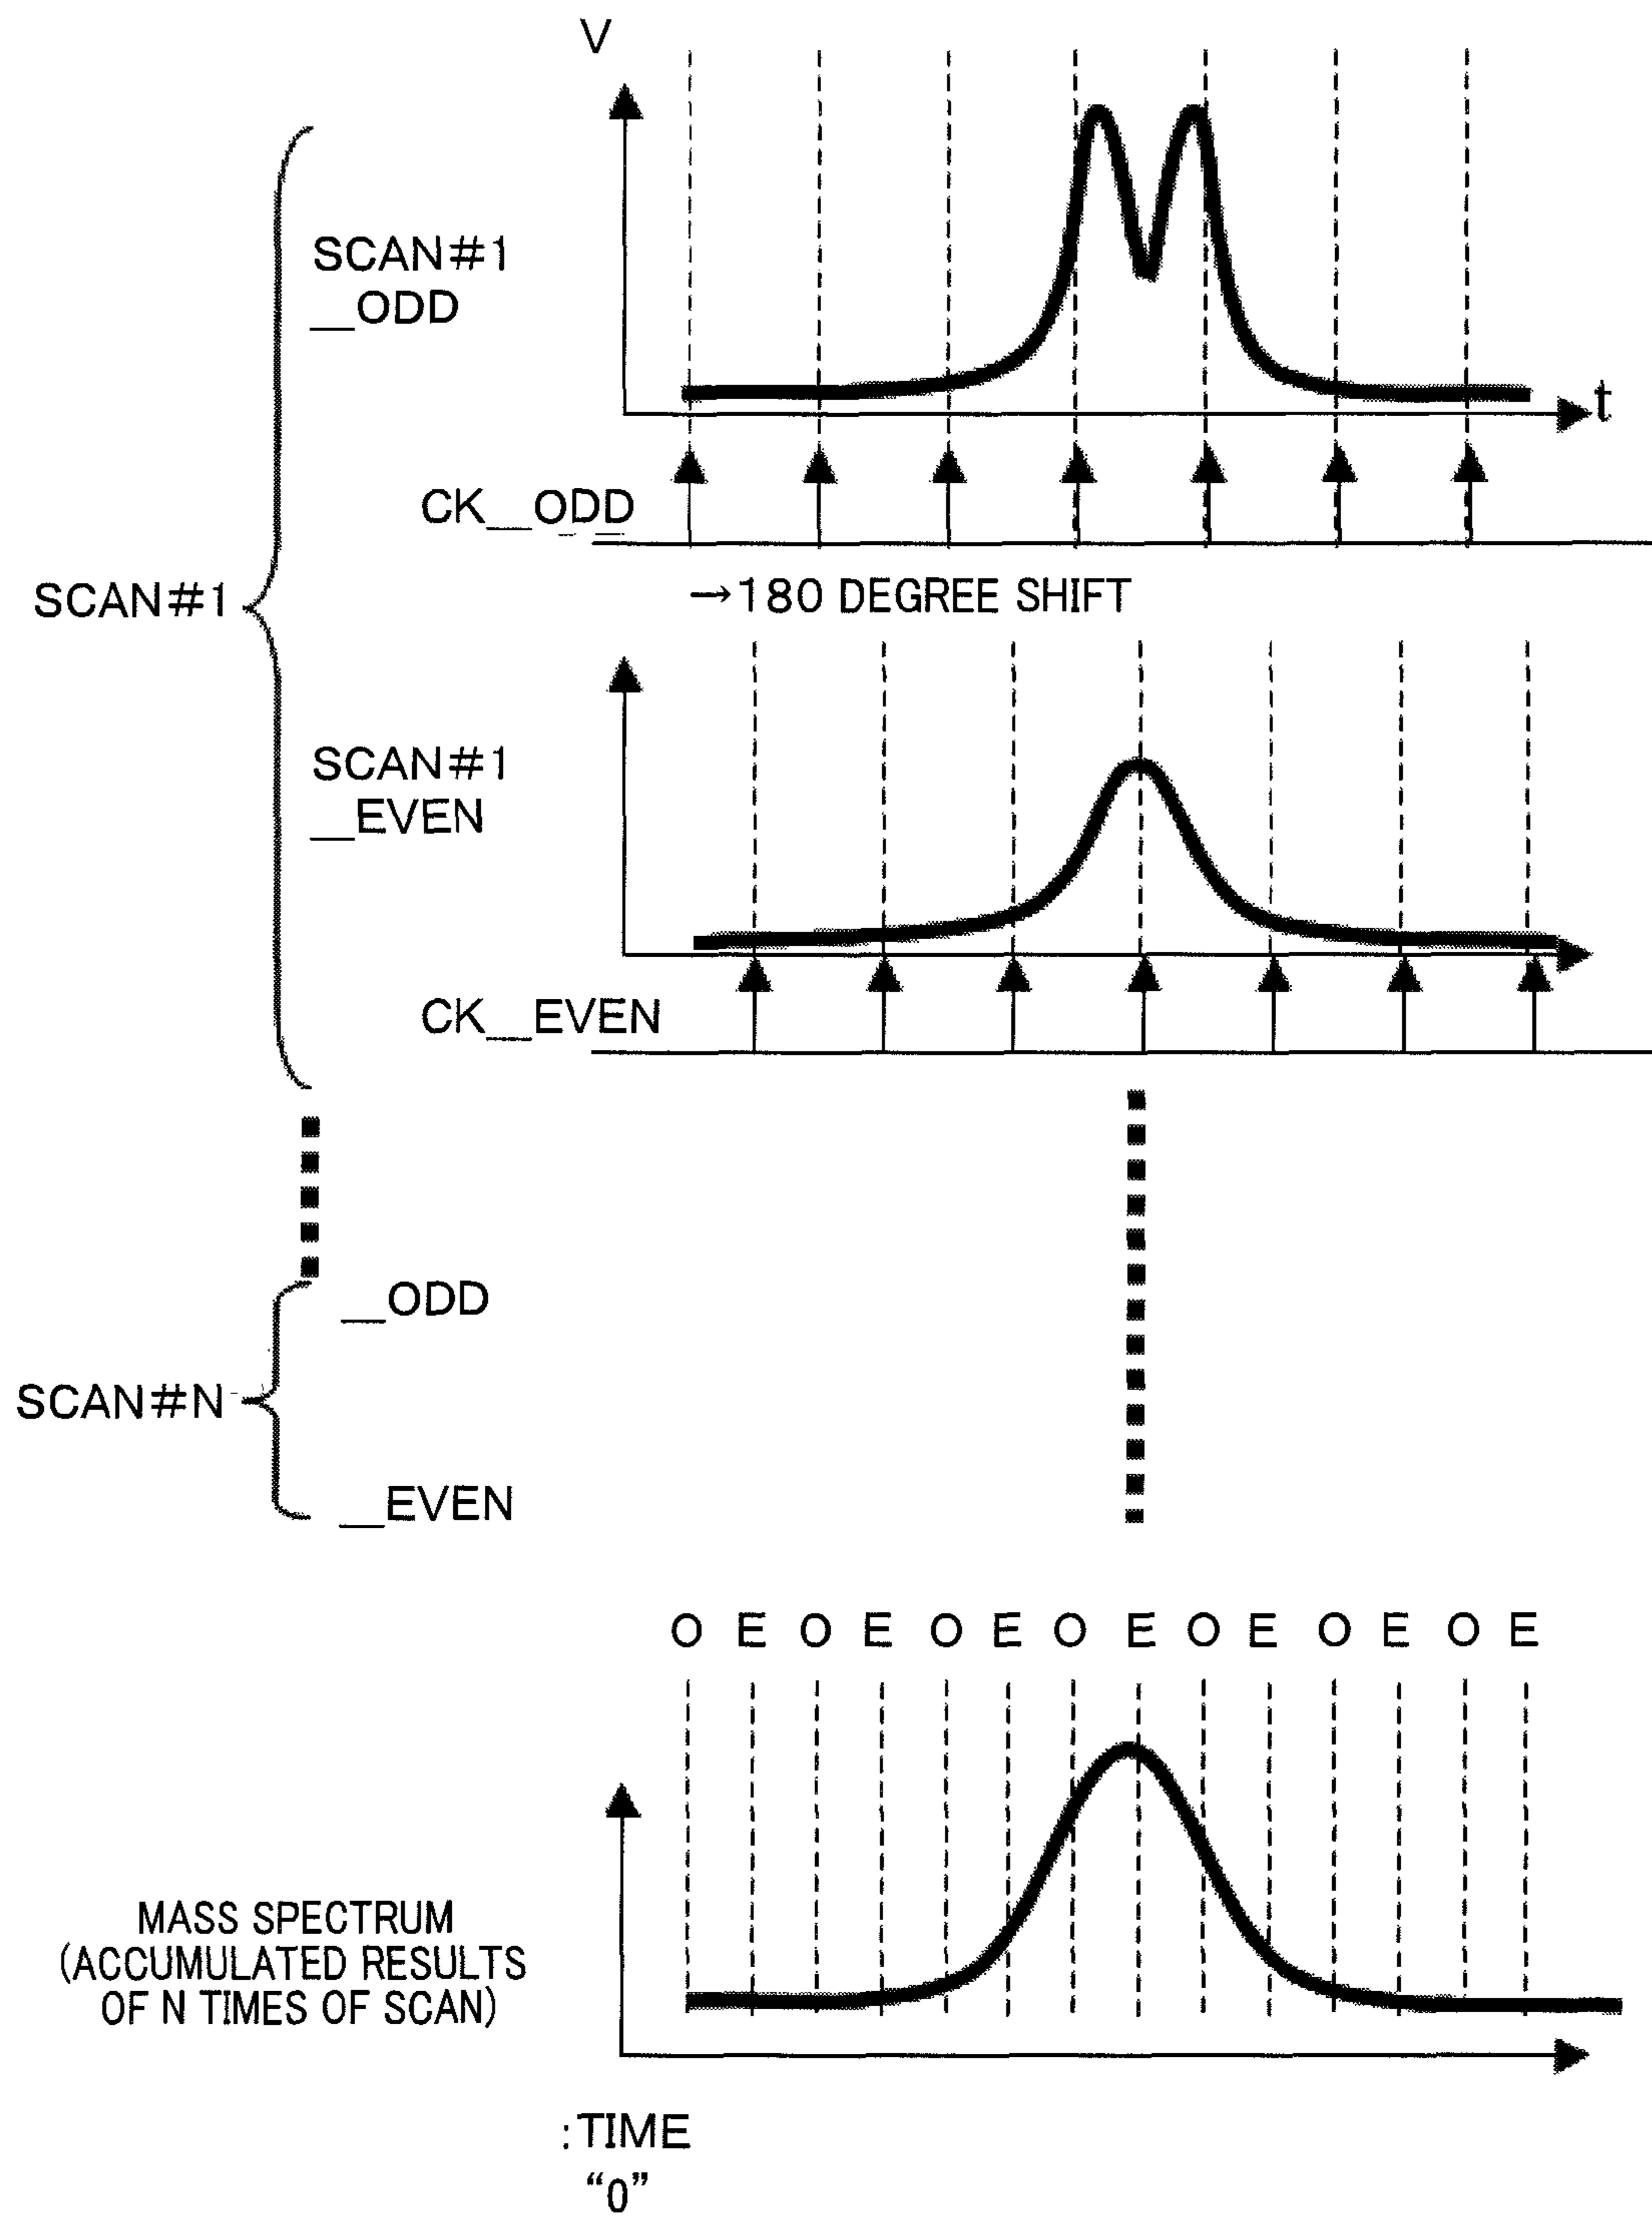 V
SCAN#1
__ODD
t
CK__ODD
→180 DEGREE SHIFT
SCAN#1
SCAN#1
__EVEN
CK__EVEN
__ODD
SCAN#N
__EVEN
O E O E O E O E O E O E O E
MASS SPECTRUM
(ACCUMULATED RESULTS
OF N TIMES OF SCAN)
:TIME
“0”